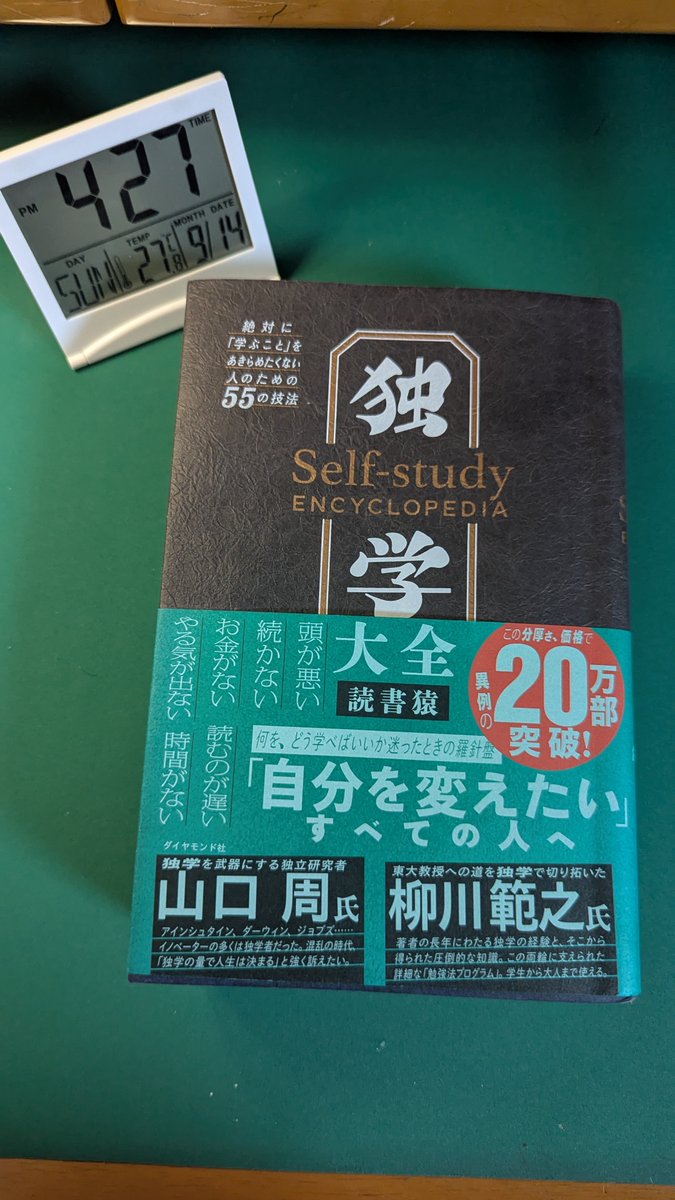 TIME
PM 4 27
DAY TEMP MONTH DATE
SUN 27.8 ℃ 9/14
絶対に
「学ぶこと」を
あきらめたくない
人のための
55の技法
独
Self-study
ENCYCLOPEDIA
学
大全
読書猿
頭が悪い
続かない
お金がない
やる気が出ない
読むのが遅い
時間がない
この分厚さ、価格で
異例の
20万部
突破!
何を、どう学べばいいか迷ったときの羅針盤
「自分を変えたい」
すべての人へ
ダイヤモンド社
独学を武器にする独立研究者
山口 周氏
アインシュタイン、ダーウィン、ジョブズ……
イノベーターの多くは独学者だった。混乱の時代、
「独学の量で人生は決まる」と強く訴えたい。
東大教授への道を独学で切り拓いた
柳川範之氏
著者の長年にわたる独学の経験と、そこから
得られた圧倒的な知識。この両輪に支えられた
詳細な「勉強法プログラム」。学生から大人まで使える。